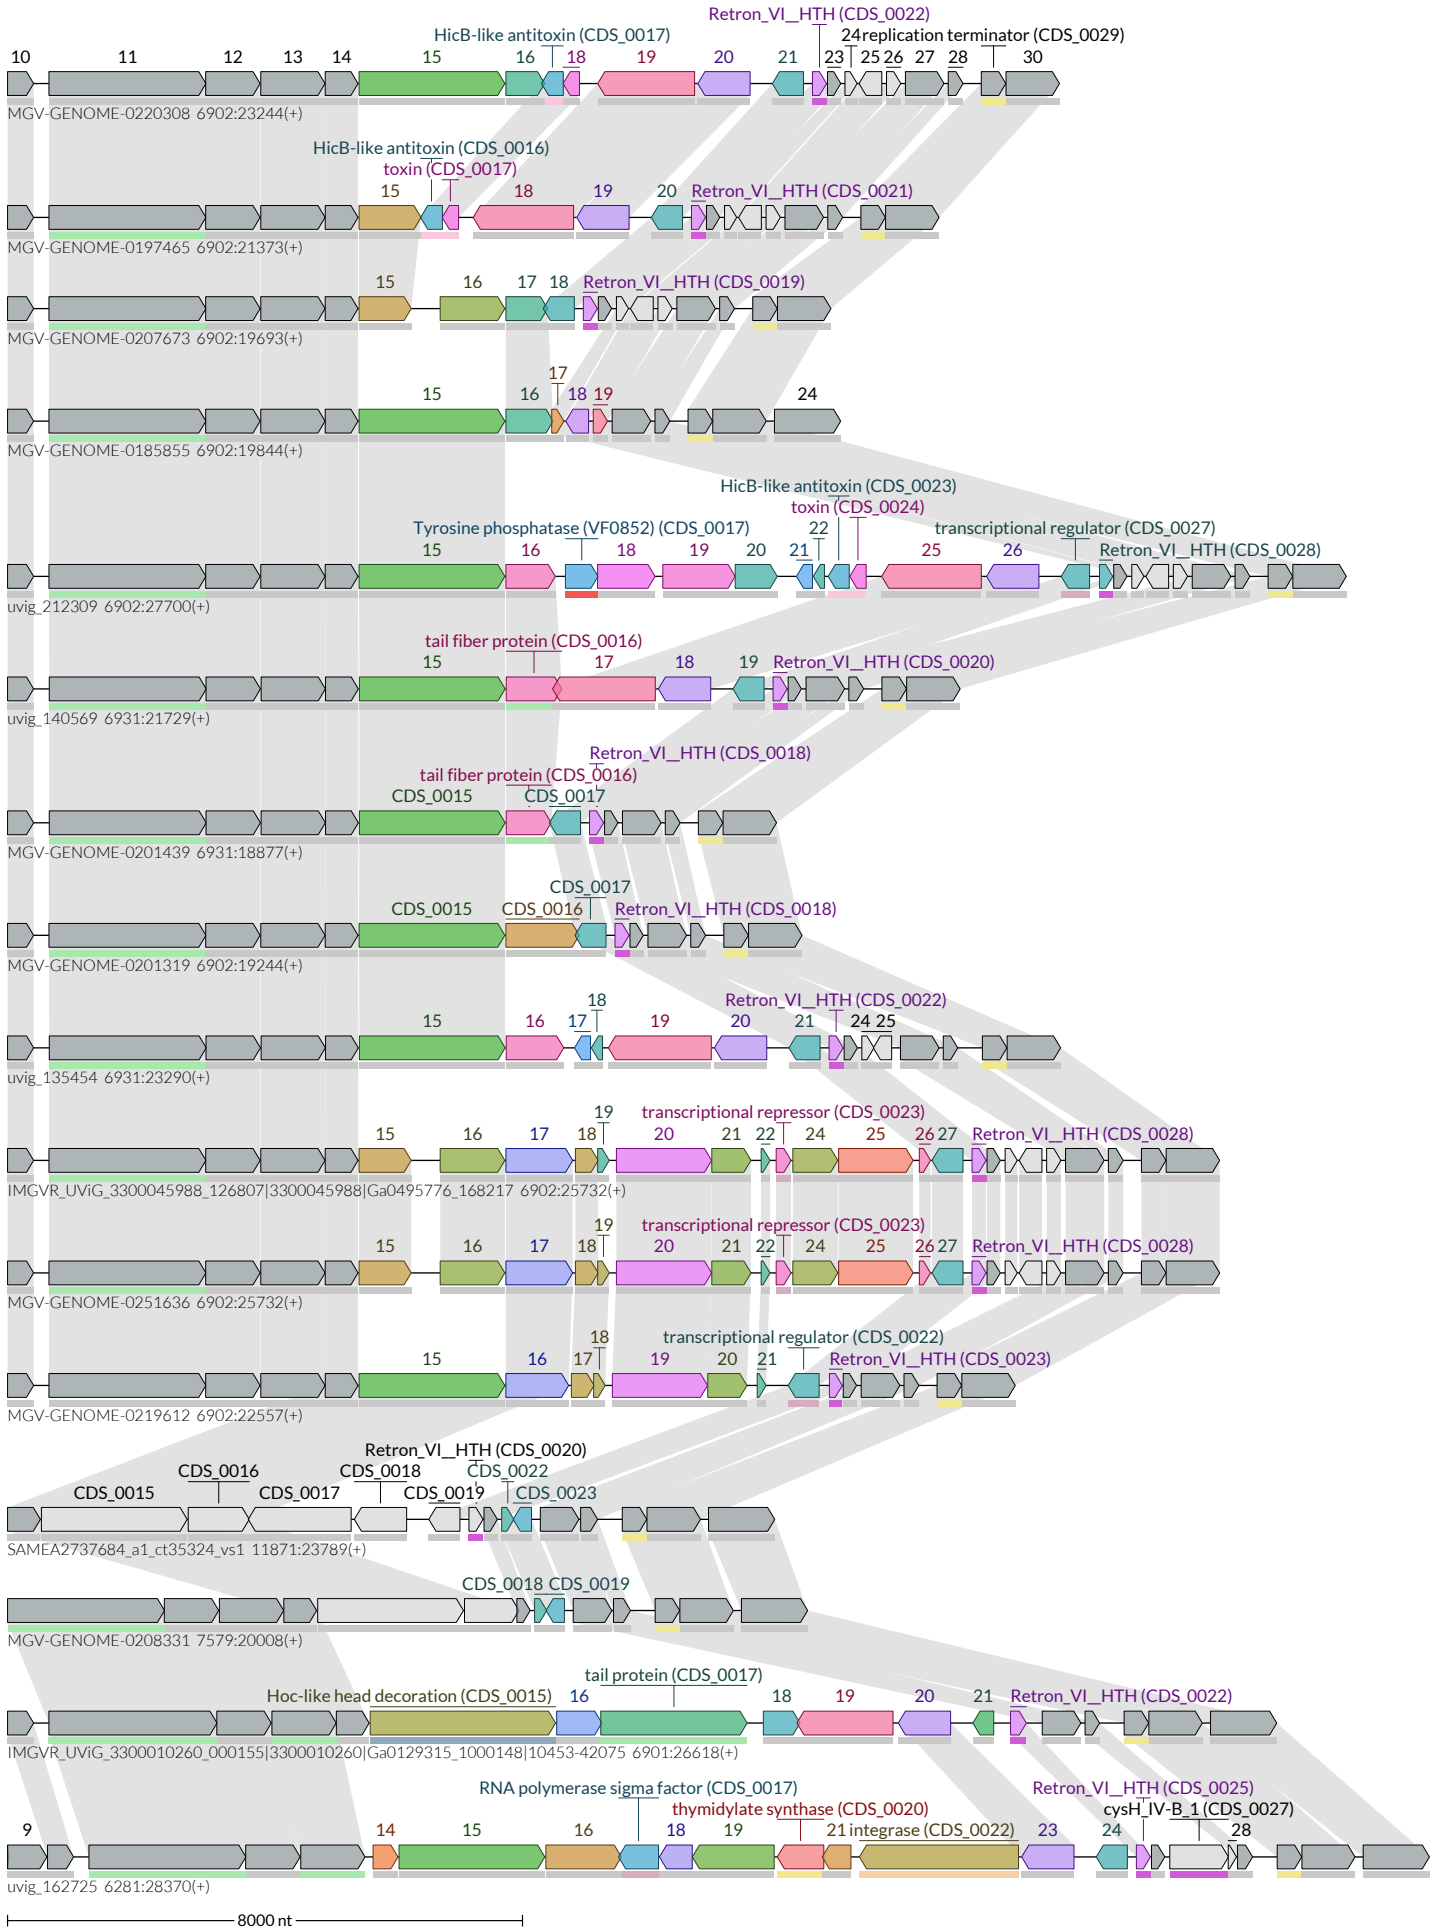 Retron_VI__HTH (CDS_0022)
HicB-like antitoxin (CDS_0017) 24 replication terminator (CDS_0029)
10 11 12 13 14 15 16 18 19 20 21 23 25 26 27 28 30
MGV-GENOME-0220308 6902:23244(+)
HicB-like antitoxin (CDS_0016)
toxin (CDS_0017)
15 18 19 20 Retron_VI__HTH (CDS_0021)
MGV-GENOME-0197465 6902:21373(+)
15 16 17 18 Retron_VI__HTH (CDS_0019)
MGV-GENOME-0207673 6902:19693(+)
17
15 16 18 19 24
MGV-GENOME-0185855 6902:19844(+)
HicB-like antitoxin (CDS_0023)
toxin (CDS_0024)
Tyrosine phosphatase (VF0852) (CDS_0017) 22 transcriptional regulator (CDS_0027)
15 16 18 19 20 21 25 26 Retron_VI__HTH (CDS_0028)
uvig_212309 6902:27700(+)
tail fiber protein (CDS_0016)
15 17 18 19 Retron_VI__HTH (CDS_0020)
uvig_140569 6931:21729(+)
Retron_VI__HTH (CDS_0018)
tail fiber protein (CDS_0016)
CDS_0015 CDS_0017
MGV-GENOME-0201439 6931:18877(+)
CDS_0017
CDS_0015 CDS_0016 Retron_VI__HTH (CDS_0018)
MGV-GENOME-0201319 6902:19244(+)
18 Retron_VI__HTH (CDS_0022)
15 16 17 19 20 21 24 25
uvig_135454 6931:23290(+)
19 transcriptional repressor (CDS_0023)
15 16 17 18 20 21 22 24 25 26 27 Retron_VI__HTH (CDS_0028)
IMGVR_UViG_3300045988_126807|3300045988|Ga0495776_168217 6902:25732(+)
19 transcriptional repressor (CDS_0023)
15 16 17 18 20 21 22 24 25 26 27 Retron_VI__HTH (CDS_0028)
MGV-GENOME-0251636 6902:25732(+)
18 transcriptional regulator (CDS_0022)
15 16 17 19 20 21 Retron_VI__HTH (CDS_0023)
MGV-GENOME-0219612 6902:22557(+)
Retron_VI__HTH (CDS_0020)
CDS_0016 CDS_0018 CDS_0022
CDS_0015 CDS_0017 CDS_0019 CDS_0023
SAMEA2737684_a1_ct35324_vs1 11871:23789(+)
CDS_0018 CDS_0019
MGV-GENOME-0208331 7579:20008(+)
tail protein (CDS_0017)
Hoc-like head decoration (CDS_0015) 16 18 19 20 21 Retron_VI__HTH (CDS_0022)
IMGVR_UViG_3300010260_000155|3300010260|Ga0129315_1000148|10453-42075 6901:26618(+)
RNA polymerase sigma factor (CDS_0017) Retron_VI__HTH (CDS_0025)
thymidylate synthase (CDS_0020) cysH_IV-B_1 (CDS_0027)
9 14 15 16 18 19 21 integrase (CDS_0022) 23 24 28
uvig_162725 6281:28370(+)
8000 nt